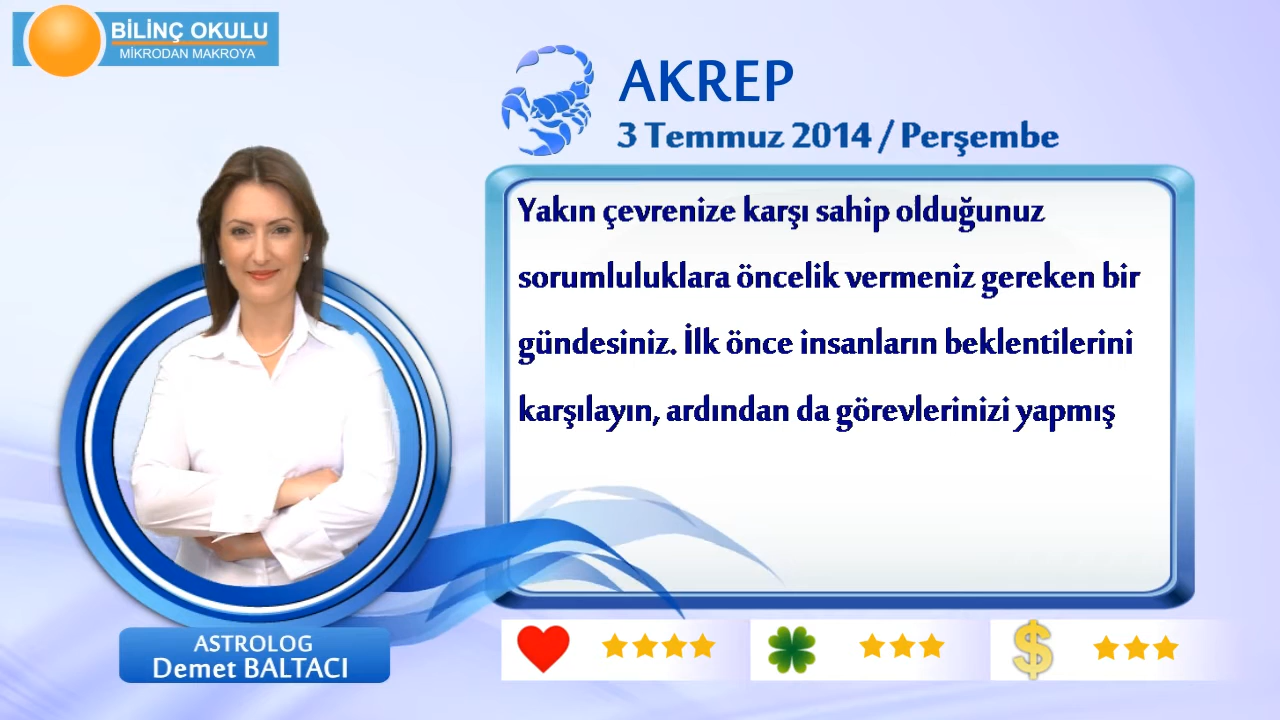 BİLİNÇ OKULU
MİKRODAN MAKROYA
AKREP
3 Temmuz 2014 / Perşembe
Yakın çevrenize karşı sahip olduğunuz
sorumluluklara öncelik vermeniz gereken bir
gündesiniz. İlk önce insanların beklentilerini
karşılayın, ardından da görevlerinizi yapmış
ASTROLOG
Demet BALTACI
$